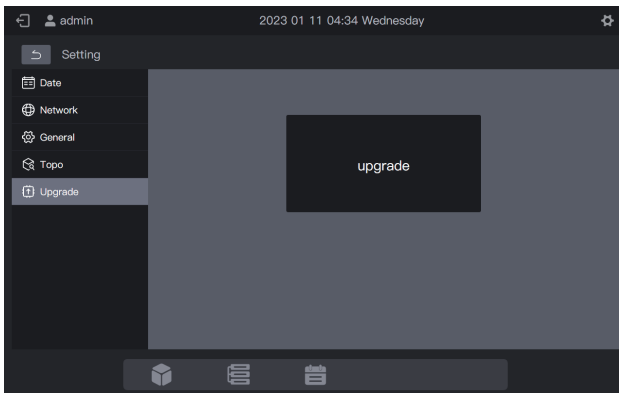 admin
2023 01 11 04:34 Wednesday
Setting
Date
Network
General
Topo
Upgrade
upgrade